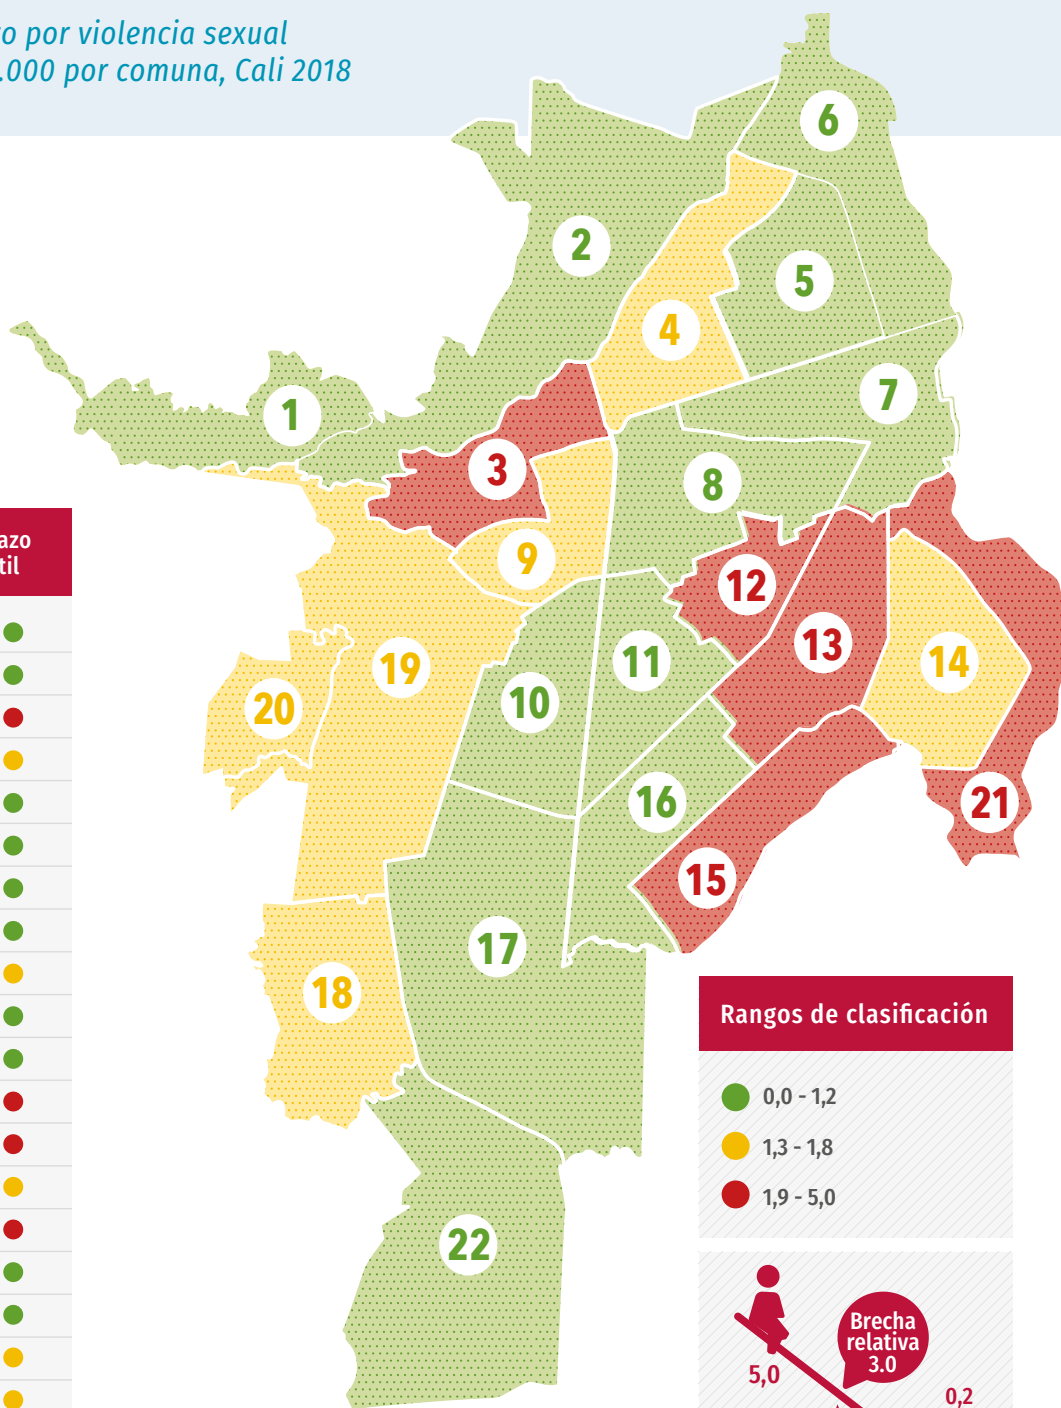 o por violencia sexual
.000 por comuna, Cali 2018
6
2
5
4
7
1
3
8
azo
til
9
12
13
11
14
19
10
20
16
21
15
17
18
Rangos de clasificación
0,0 - 1,2
1,3 - 1,8
1,9 - 5,0
22
Brecha
relativa
3.0
5,0
0,2